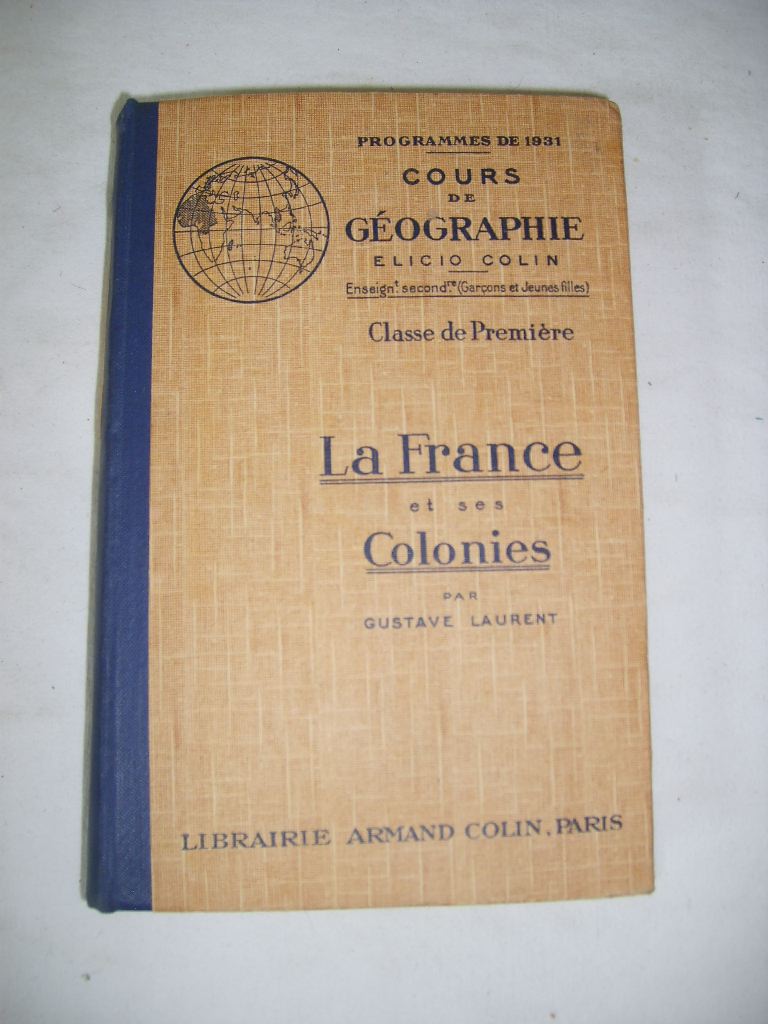 PROGRAMMES DE 1931
COURS
DE
GÉOGRAPHIE
ELICIO COLIN
Enseignt. secondre (Garçons et Jeunes filles)
Classe de Première
La France
et ses
Colonies
PAR
GUSTAVE LAURENT
LIBRAIRIE ARMAND COLIN, PARIS